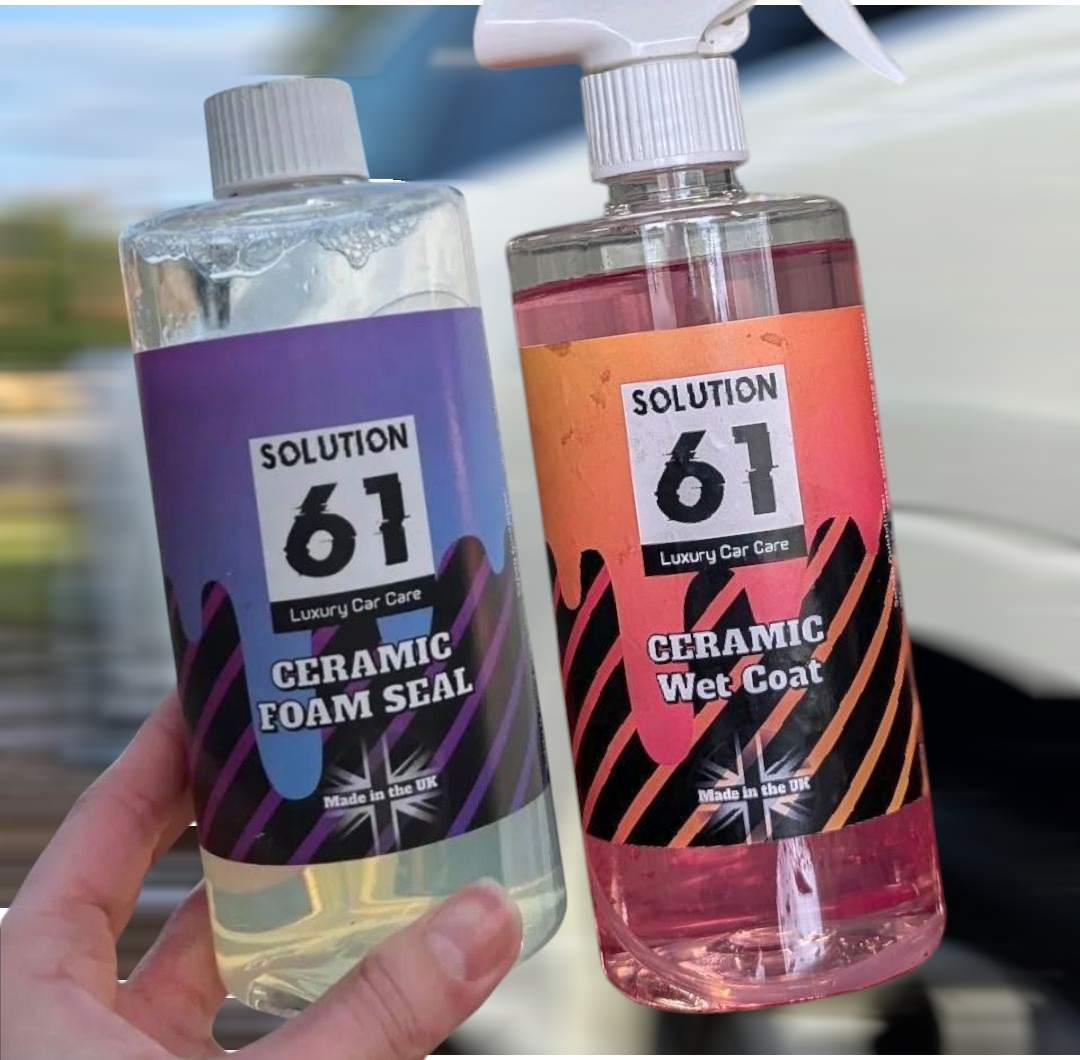 SOLUTION
61
Luxury Car Care
CERAMIC
FOAM SEAL
Made in the UK
SOLUTION
61
Luxury Car Care
CERAMIC
Wet Coat
Made in the UK